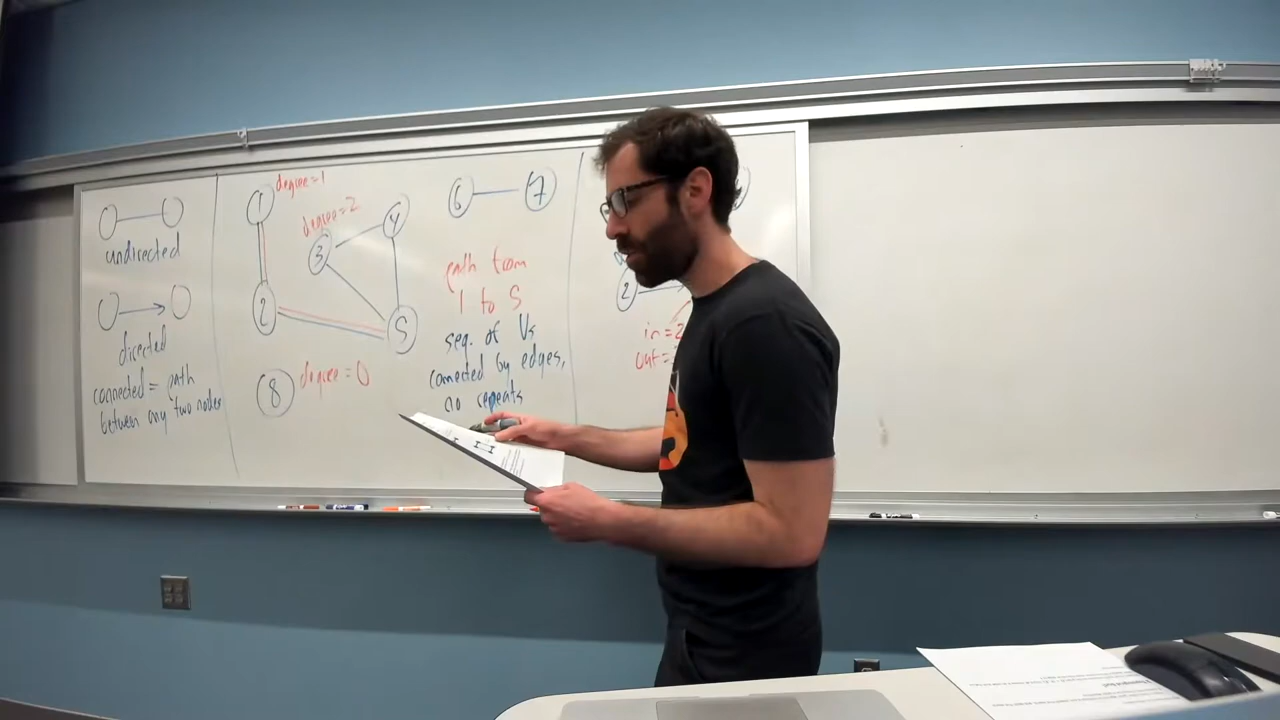 undirected
directed
connected = path
between any two nodes
1
degree=1
degree=2
3
4
2
5
8
degree=0
6
7
path from
1 to 5
seq. of Vs
connected by edges,
no repeats
2
in=2
out=